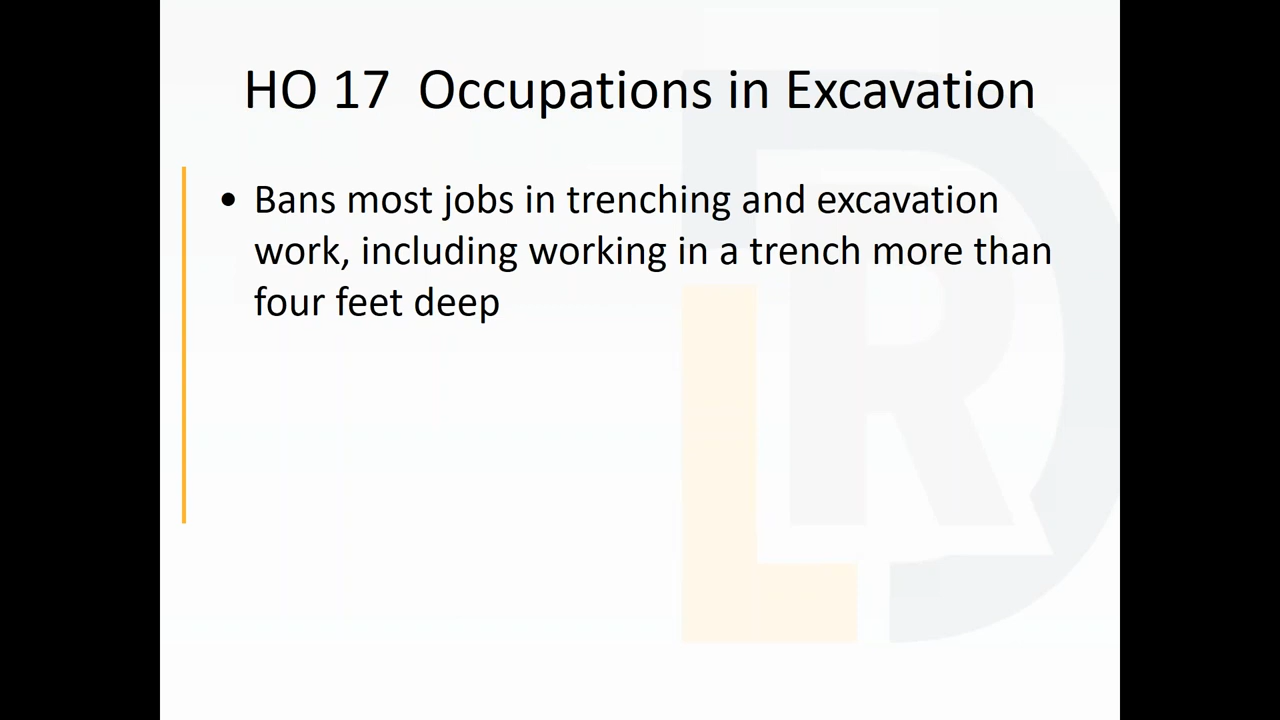 HO 17  Occupations in Excavation
• Bans most jobs in trenching and excavation
work, including working in a trench more than
four feet deep
DLR